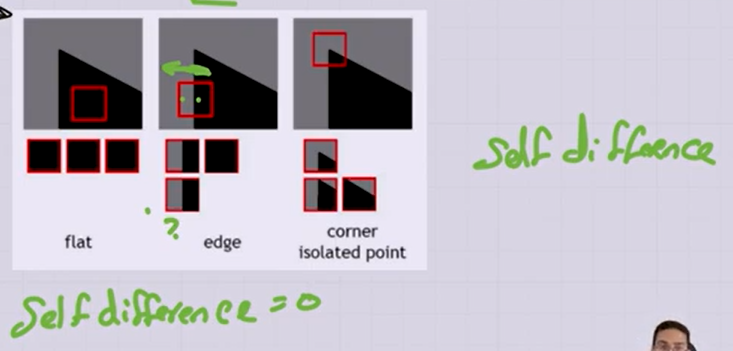 self difference
?
flat
edge
corner
isolated point
self difference = 0